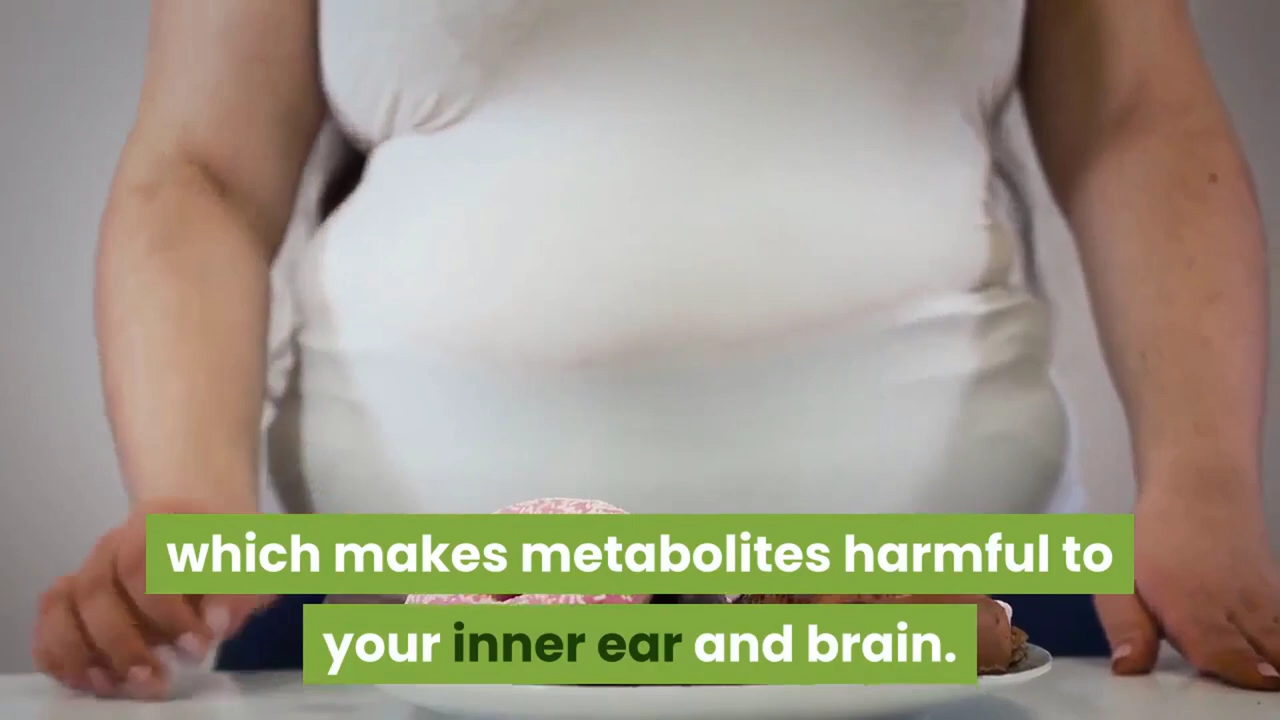 which makes metabolites harmful to
your inner ear and brain.